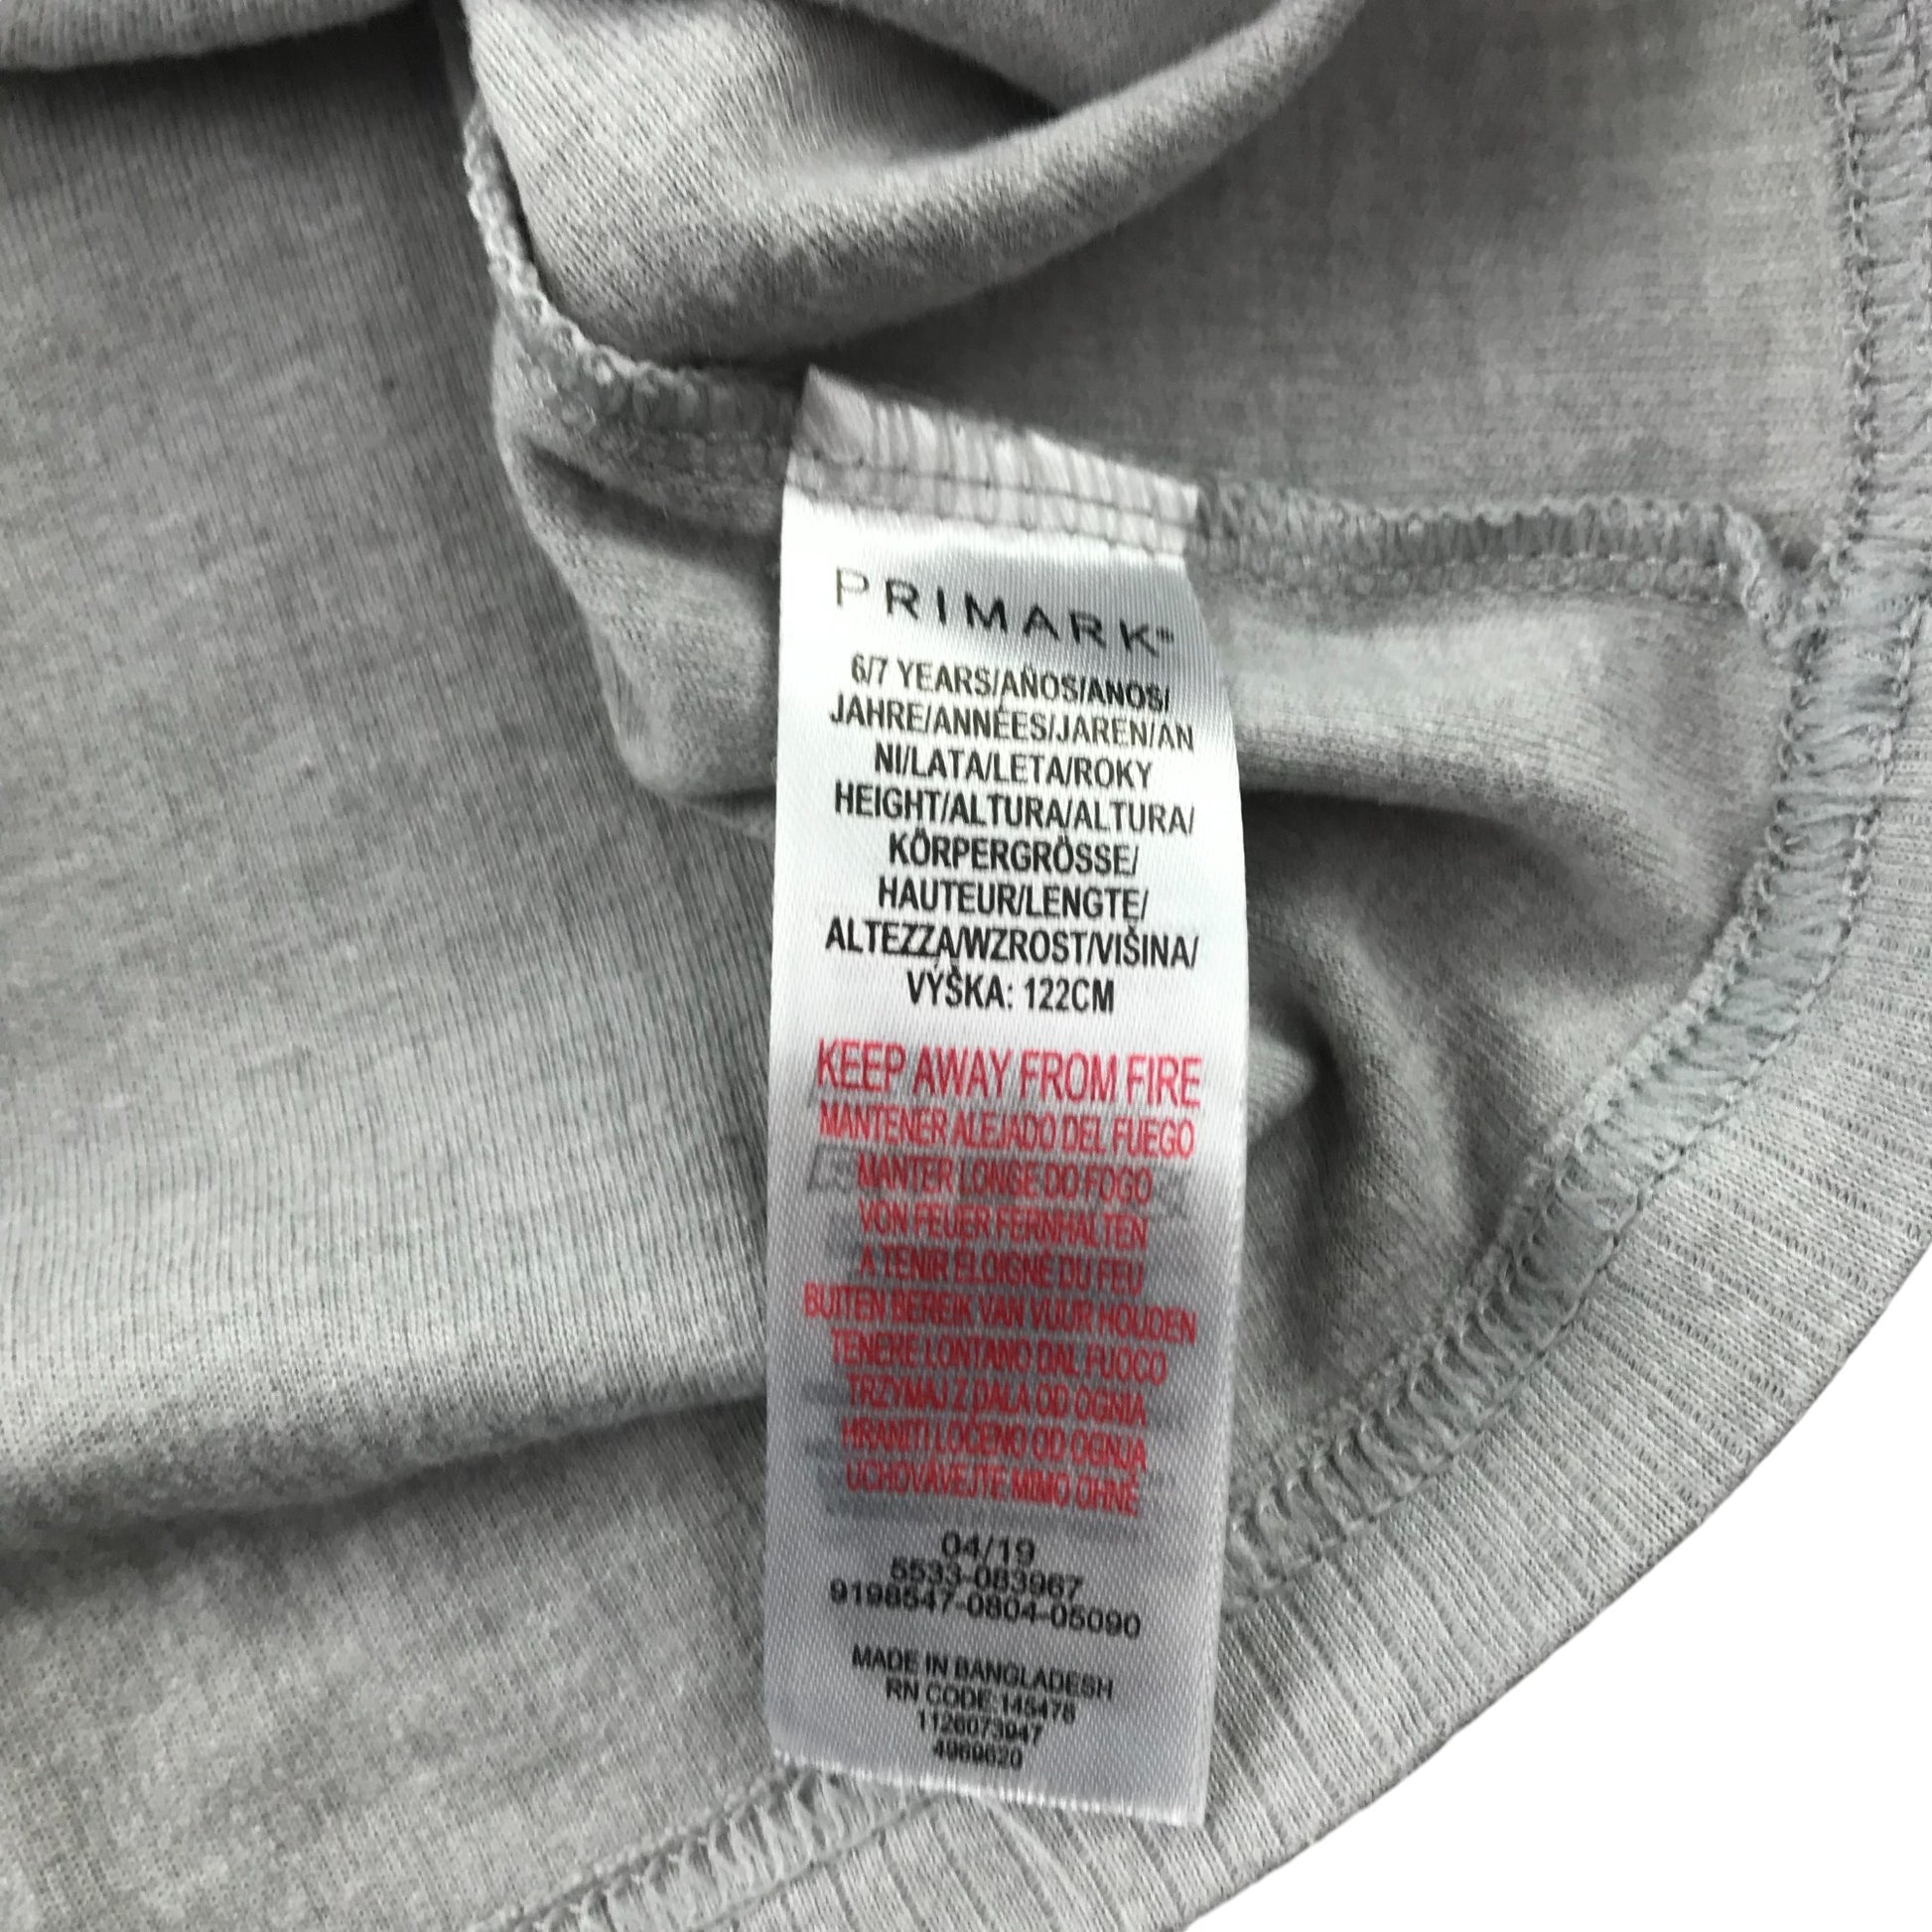 PRIMARK®
6/7 YEARS/AÑOS/ANOS/
JAHRE/ANNÉES/JAREN/AN
NI/LATA/LETA/ROKY
HEIGHT/ALTURA/ALTURA/
KÖRPERGRÖSSE/
HAUTEUR/LENGTE/
ALTEZZA/WZROST/VIŠINA/
VÝŠKA: 122CM
KEEP AWAY FROM FIRE
MANTENER ALEJADO DEL FUEGO
MANTER LONGE DO FOGO
VON FEUER FERNHALTEN
A TENIR ÉLOIGNÉ DU FEU
BUITEN BEREIK VAN VUUR HOUDEN
TENERE LONTANO DAL FUOCO
TRZYMAJ Z DALA OD OGNIA
HRANITI LOČENO OD OGNJA
UCHOVÁVEJTE MIMO OHNĚ
04/19
5533-083967
9198547-0804-05090
MADE IN BANGLADESH
RN CODE:145478
1126073947
4969620